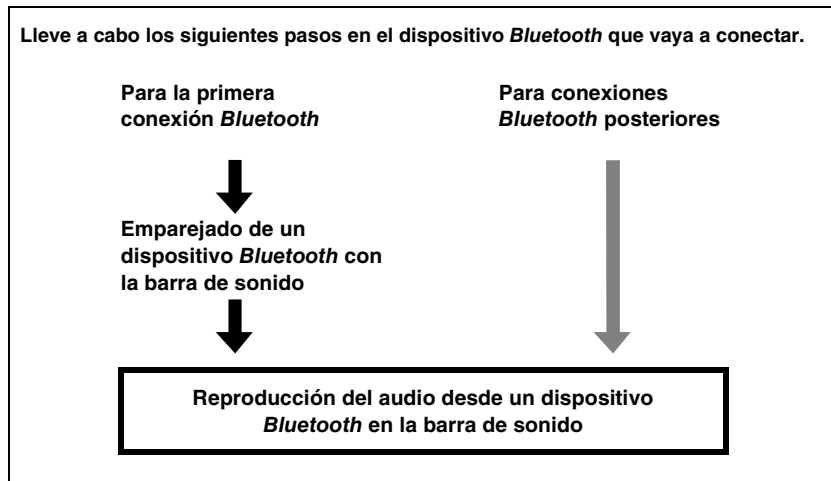 Lleve a cabo los siguientes pasos en el dispositivo Bluetooth que vaya a conectar.
Para la primera
conexión Bluetooth
Para conexiones
Bluetooth posteriores
Emparejado de un
dispositivo Bluetooth con
la barra de sonido
Reproducción del audio desde un dispositivo
Bluetooth en la barra de sonido